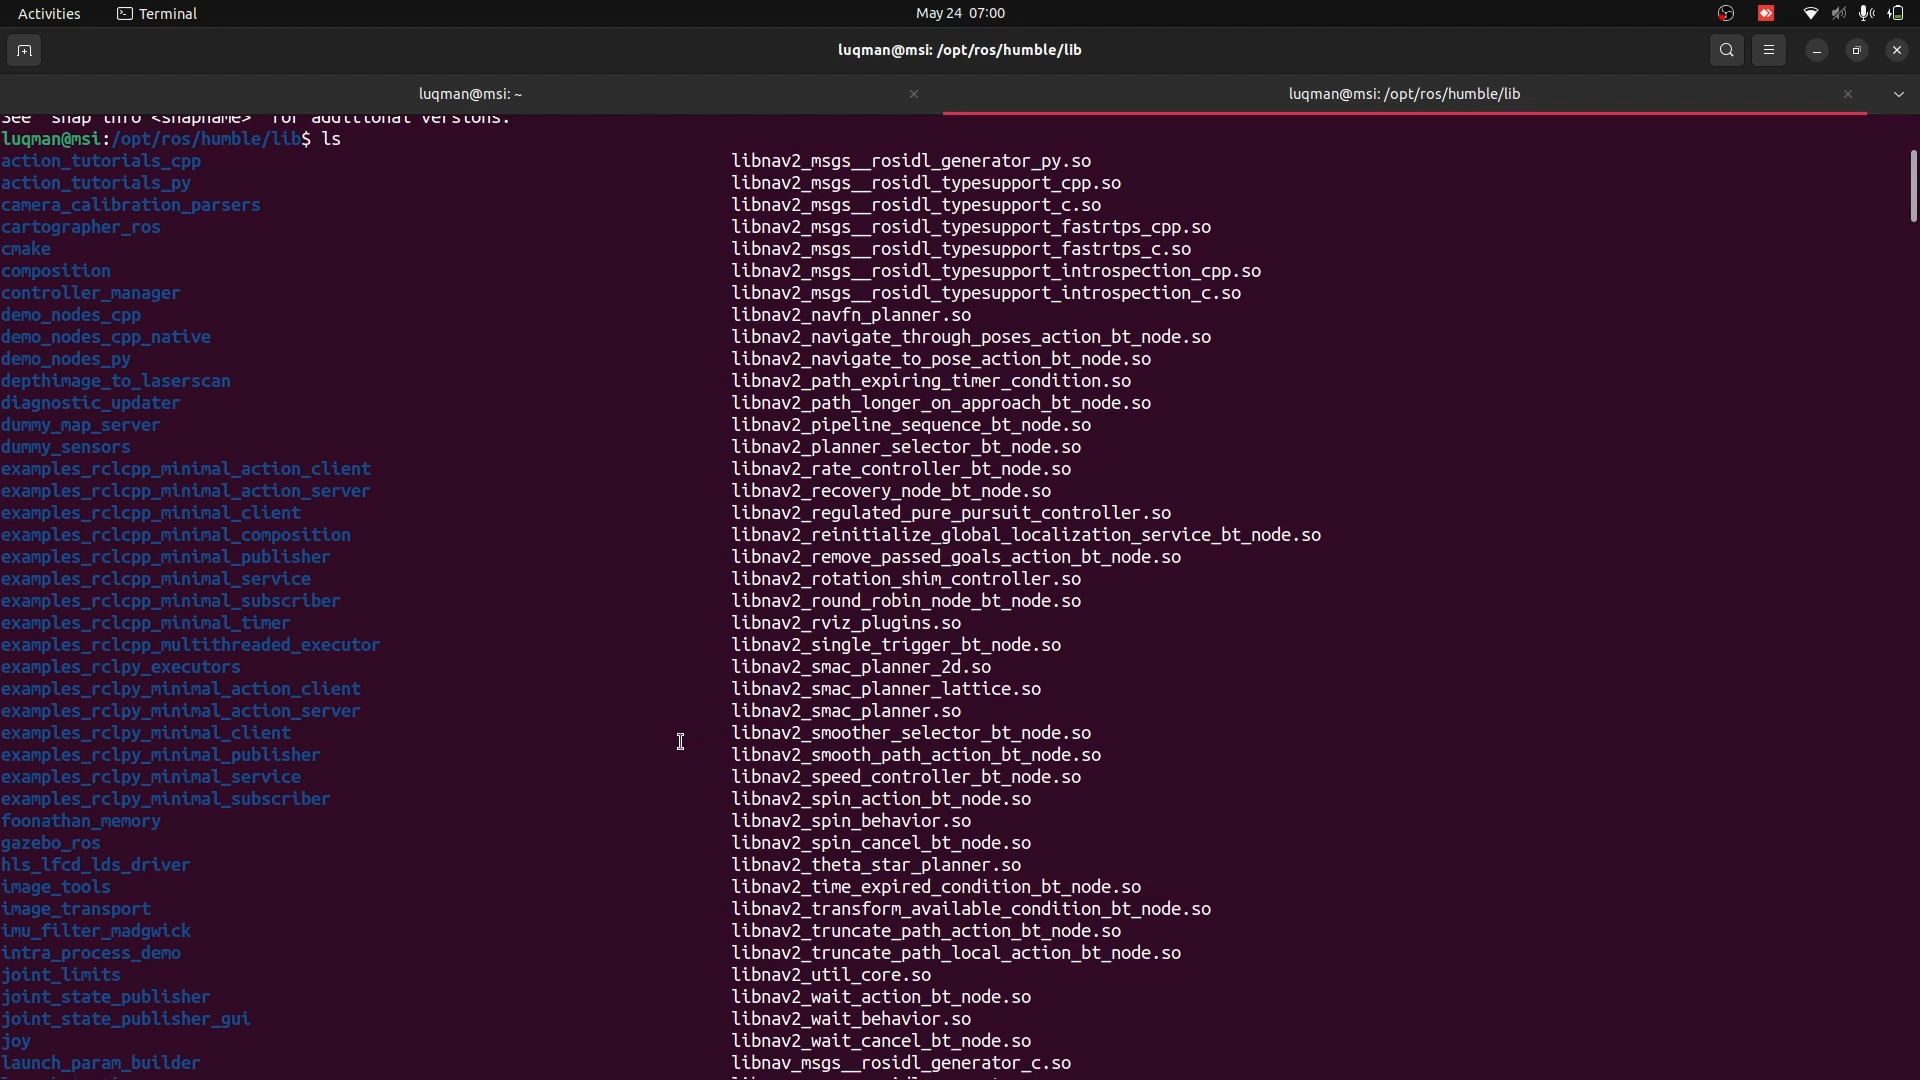 Activities
Terminal
May 24 07:00
luqman@msi: /opt/ros/humble/lib
luqman@msi: ~
luqman@msi: /opt/ros/humble/lib
See 'snap info <snapname>' for additional versions.
luqman@msi:/opt/ros/humble/lib$ ls
action_tutorials_cpp libnav2_msgs__rosidl_generator_py.so
action_tutorials_py libnav2_msgs__rosidl_typesupport_cpp.so
camera_calibration_parsers libnav2_msgs__rosidl_typesupport_c.so
cartographer_ros libnav2_msgs__rosidl_typesupport_fastrtps_cpp.so
cmake libnav2_msgs__rosidl_typesupport_fastrtps_c.so
composition libnav2_msgs__rosidl_typesupport_introspection_cpp.so
controller_manager libnav2_msgs__rosidl_typesupport_introspection_c.so
demo_nodes_cpp libnav2_navfn_planner.so
demo_nodes_cpp_native libnav2_navigate_through_poses_action_bt_node.so
demo_nodes_py libnav2_navigate_to_pose_action_bt_node.so
depthimage_to_laserscan libnav2_path_expiring_timer_condition.so
diagnostic_updater libnav2_path_longer_on_approach_bt_node.so
dummy_map_server libnav2_pipeline_sequence_bt_node.so
dummy_sensors libnav2_planner_selector_bt_node.so
examples_rclcpp_minimal_action_client libnav2_rate_controller_bt_node.so
examples_rclcpp_minimal_action_server libnav2_recovery_node_bt_node.so
examples_rclcpp_minimal_client libnav2_regulated_pure_pursuit_controller.so
examples_rclcpp_minimal_composition libnav2_reinitialize_global_localization_service_bt_node.so
examples_rclcpp_minimal_publisher libnav2_remove_passed_goals_action_bt_node.so
examples_rclcpp_minimal_service libnav2_rotation_shim_controller.so
examples_rclcpp_minimal_subscriber libnav2_round_robin_node_bt_node.so
examples_rclcpp_minimal_timer libnav2_rviz_plugins.so
examples_rclcpp_multithreaded_executor libnav2_single_trigger_bt_node.so
examples_rclpy_executors libnav2_smac_planner_2d.so
examples_rclpy_minimal_action_client libnav2_smac_planner_lattice.so
examples_rclpy_minimal_action_server libnav2_smac_planner.so
examples_rclpy_minimal_client libnav2_smoother_selector_bt_node.so
examples_rclpy_minimal_publisher libnav2_smooth_path_action_bt_node.so
examples_rclpy_minimal_service libnav2_speed_controller_bt_node.so
examples_rclpy_minimal_subscriber libnav2_spin_action_bt_node.so
foonathan_memory libnav2_spin_behavior.so
gazebo_ros libnav2_spin_cancel_bt_node.so
hls_lfcd_lds_driver libnav2_theta_star_planner.so
image_tools libnav2_time_expired_condition_bt_node.so
image_transport libnav2_transform_available_condition_bt_node.so
imu_filter_madgwick libnav2_truncate_path_action_bt_node.so
intra_process_demo libnav2_truncate_path_local_action_bt_node.so
joint_limits libnav2_util_core.so
joint_state_publisher libnav2_wait_action_bt_node.so
joint_state_publisher_gui libnav2_wait_behavior.so
joy libnav2_wait_cancel_bt_node.so
launch_param_builder libnav_msgs__rosidl_generator_c.so